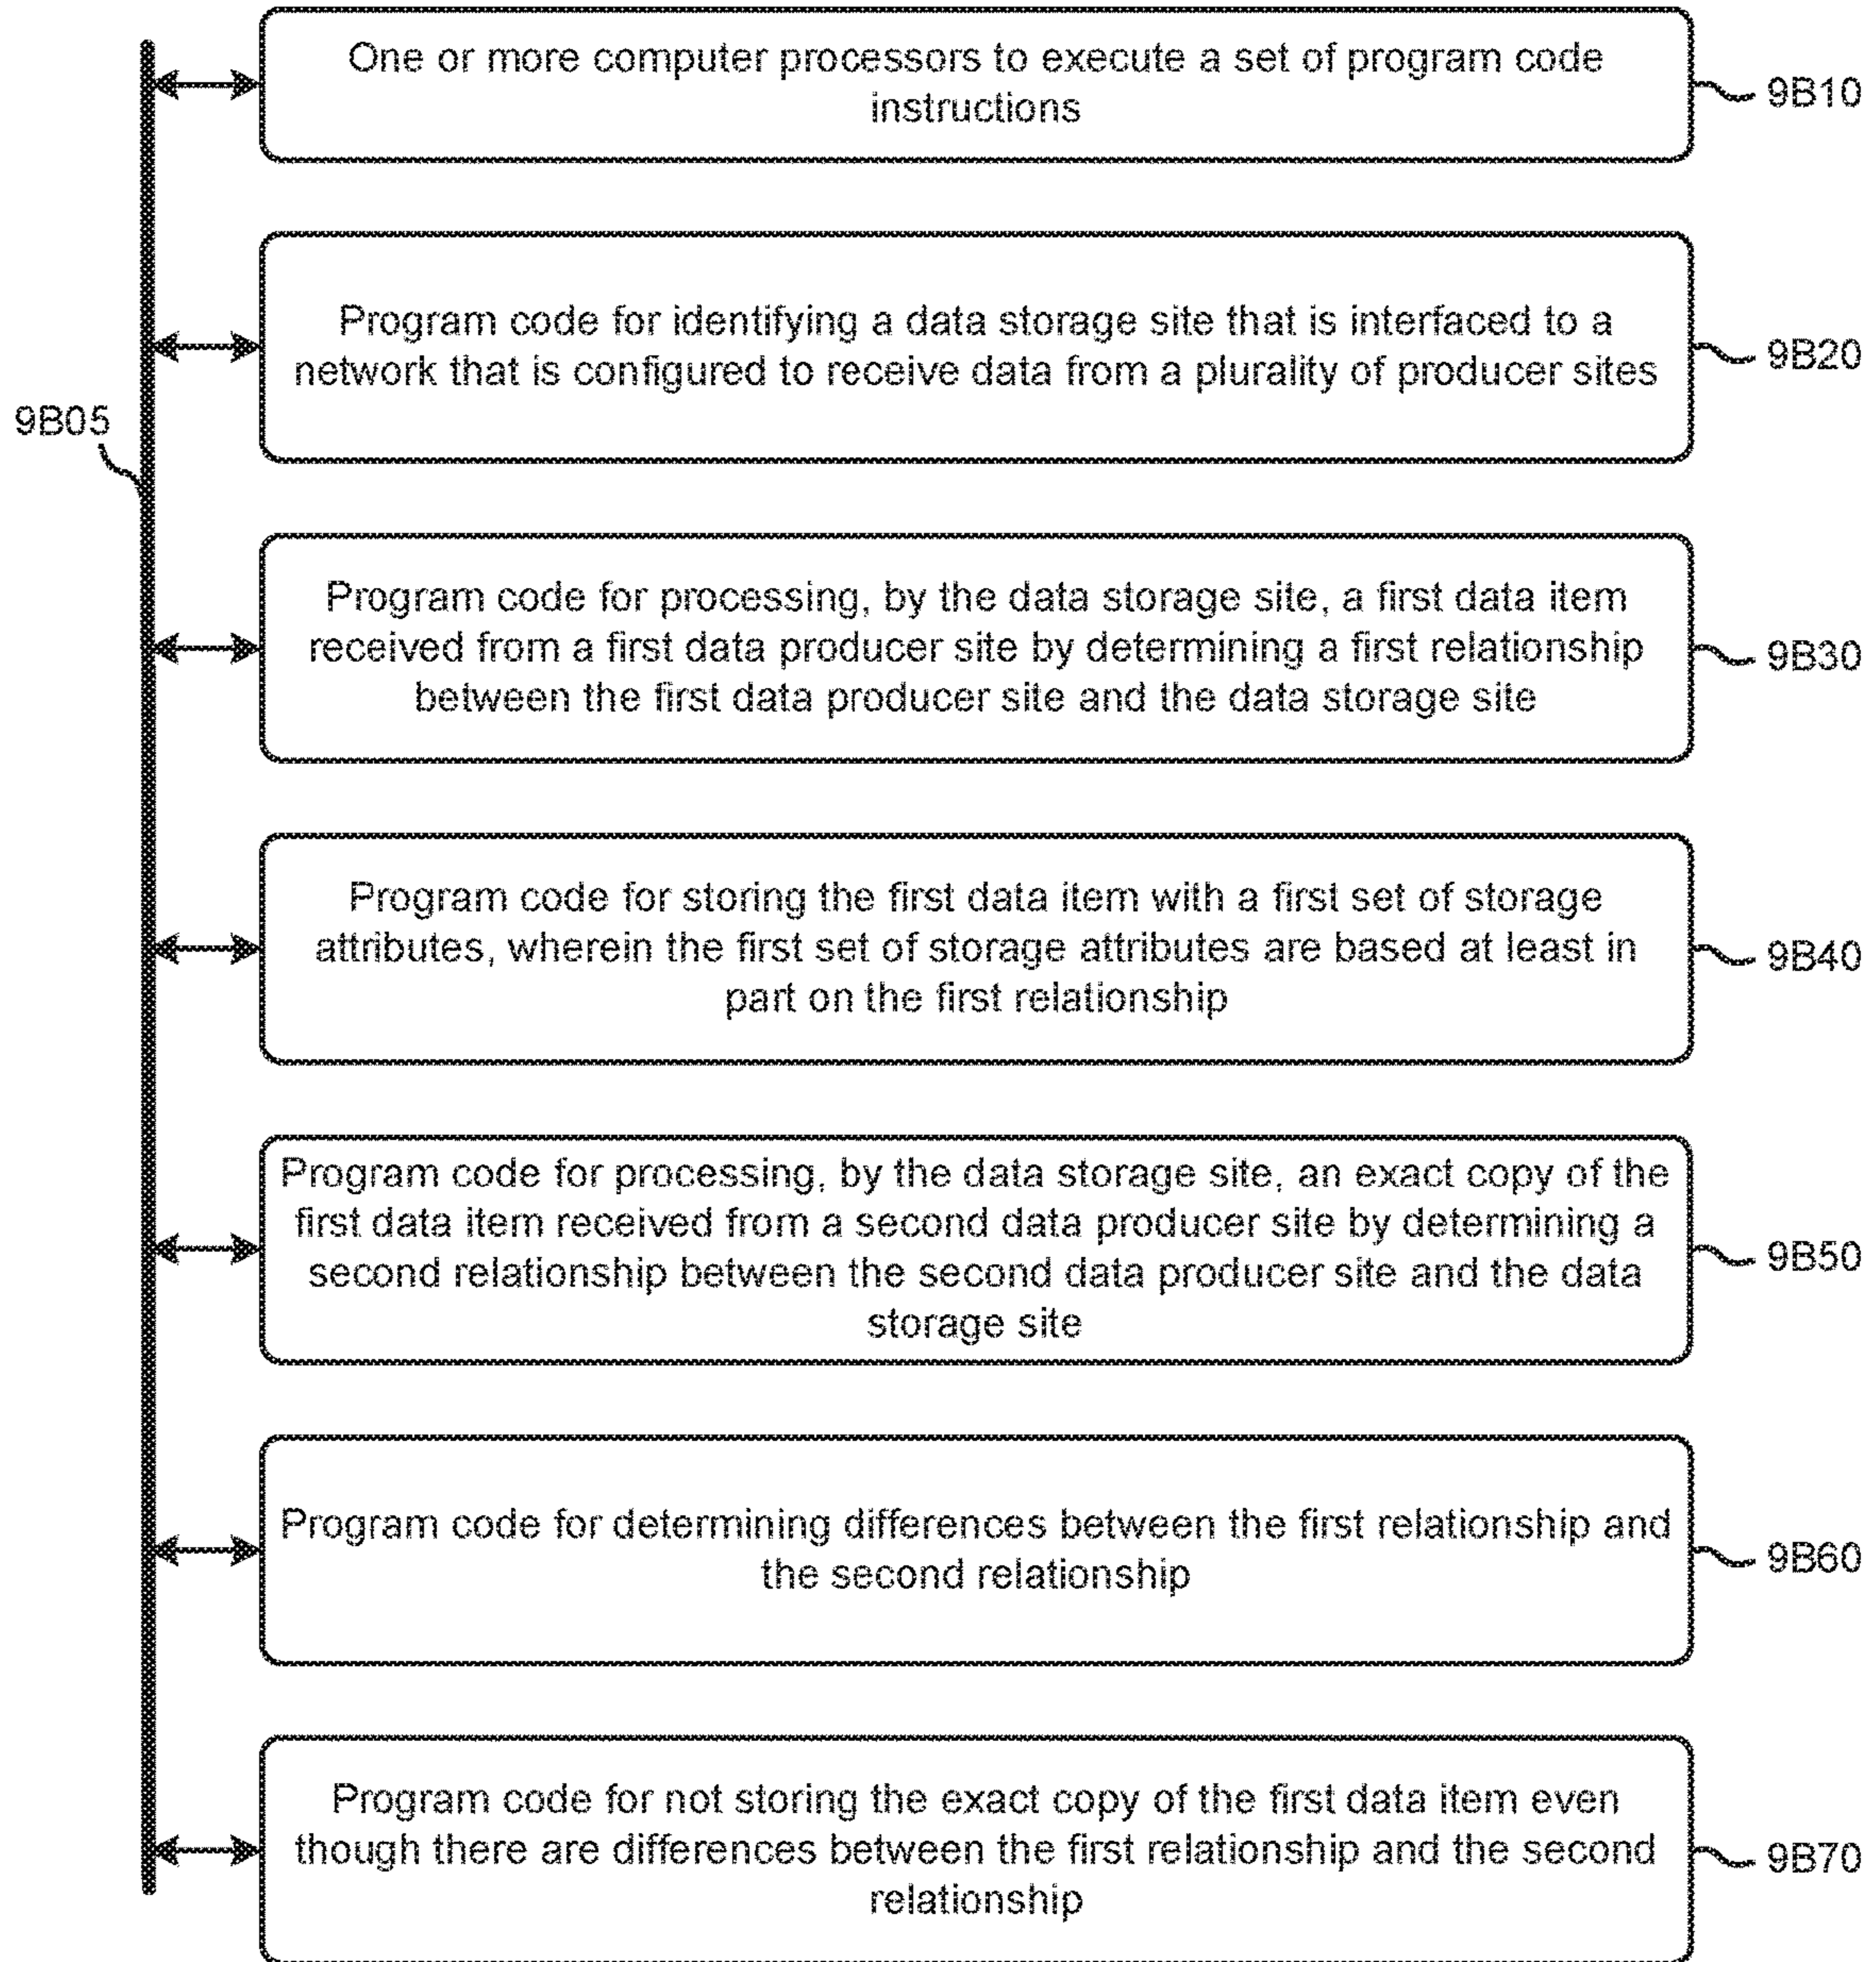 One or more computer processors to execute a set of program code
instructions
9B10
Program code for identifying a data storage site that is interfaced to a
network that is configured to receive data from a plurality of producer sites
9B20
9B05
Program code for processing, by the data storage site, a first data item
received from a first data producer site by determining a first relationship
between the first data producer site and the data storage site
9B30
Program code for storing the first data item with a first set of storage
attributes, wherein the first set of storage attributes are based at least in
part on the first relationship
9B40
Program code for processing, by the data storage site, an exact copy of the
first data item received from a second data producer site by determining a
second relationship between the second data producer site and the data
storage site
9B50
Program code for determining differences between the first relationship and
the second relationship
9B60
Program code for not storing the exact copy of the first data item even
though there are differences between the first relationship and the second
relationship
9B70